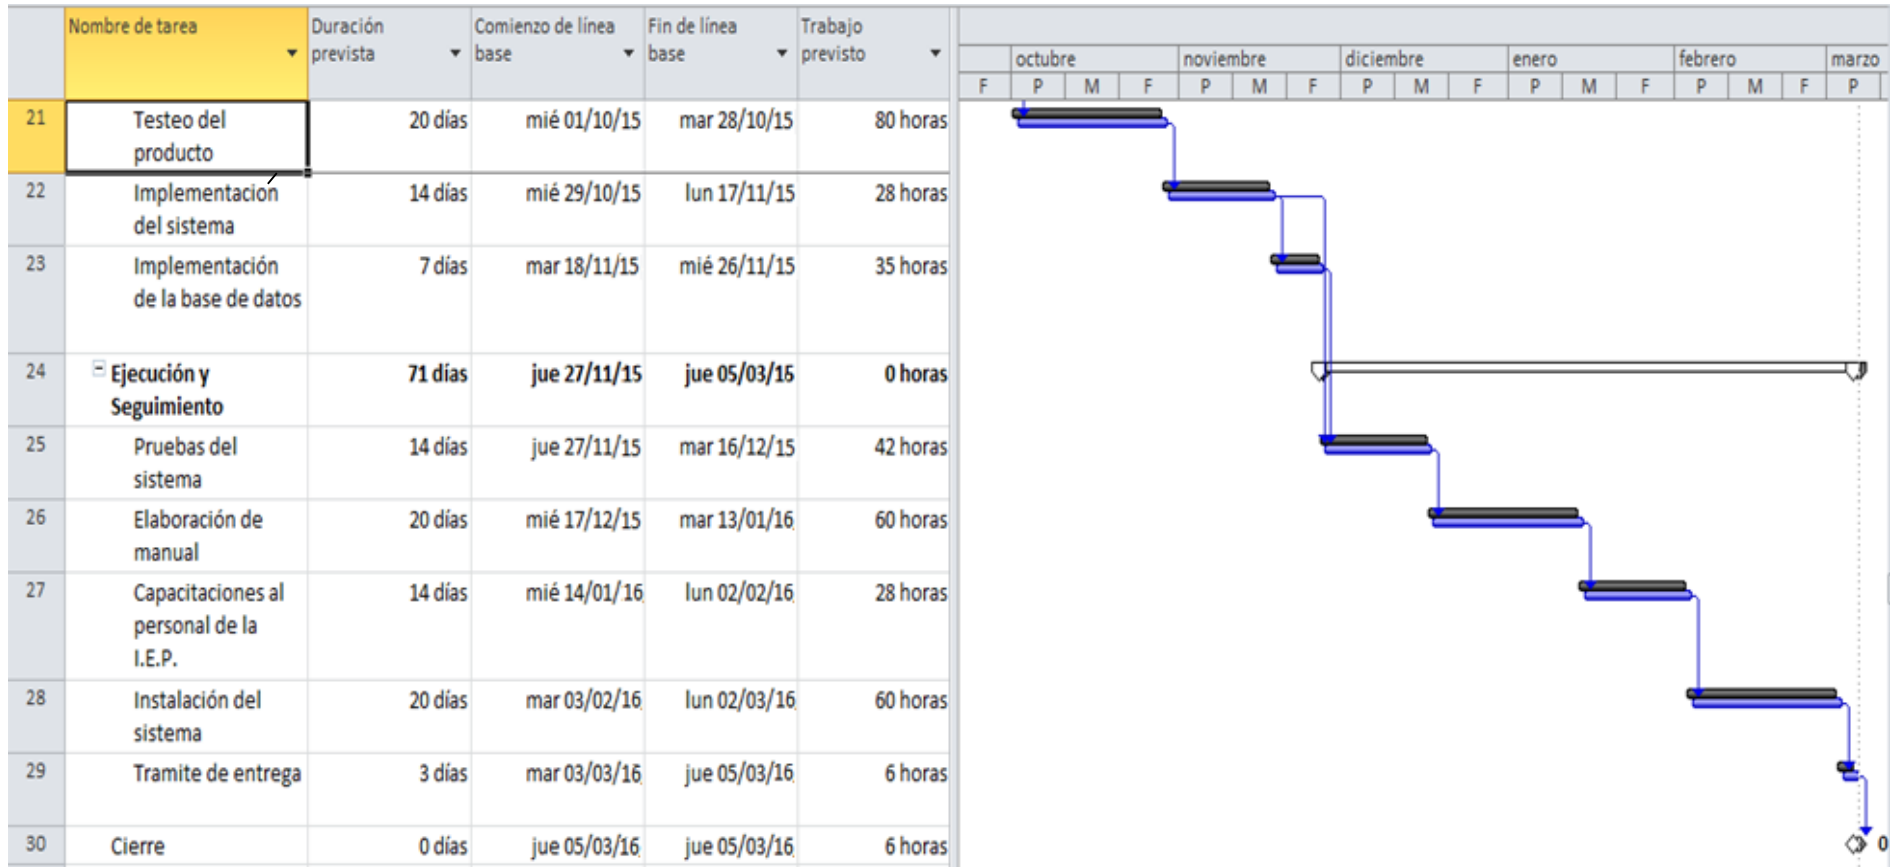 Nombre de tarea
Duración prevista
Comienzo de línea base
Fin de línea base
Trabajo previsto
octubre noviembre diciembre enero febrero marzo
F P M F P M F P M F P M F P M F P
21 Testeo del producto 20 días mié 01/10/15 mar 28/10/15 80 horas
22 Implementacion del sistema 14 días mié 29/10/15 lun 17/11/15 28 horas
23 Implementación de la base de datos 7 días mar 18/11/15 mié 26/11/15 35 horas
24 Ejecución y Seguimiento 71 días jue 27/11/15 jue 05/03/16 0 horas
25 Pruebas del sistema 14 días jue 27/11/15 mar 16/12/15 42 horas
26 Elaboración de manual 20 días mié 17/12/15 mar 13/01/16 60 horas
27 Capacitaciones al personal de la I.E.P. 14 días mié 14/01/16 lun 02/02/16 28 horas
28 Instalación del sistema 20 días mar 03/02/16 lun 02/03/16 60 horas
29 Tramite de entrega 3 días mar 03/03/16 jue 05/03/16 6 horas
30 Cierre 0 días jue 05/03/16 jue 05/03/16 6 horas
0